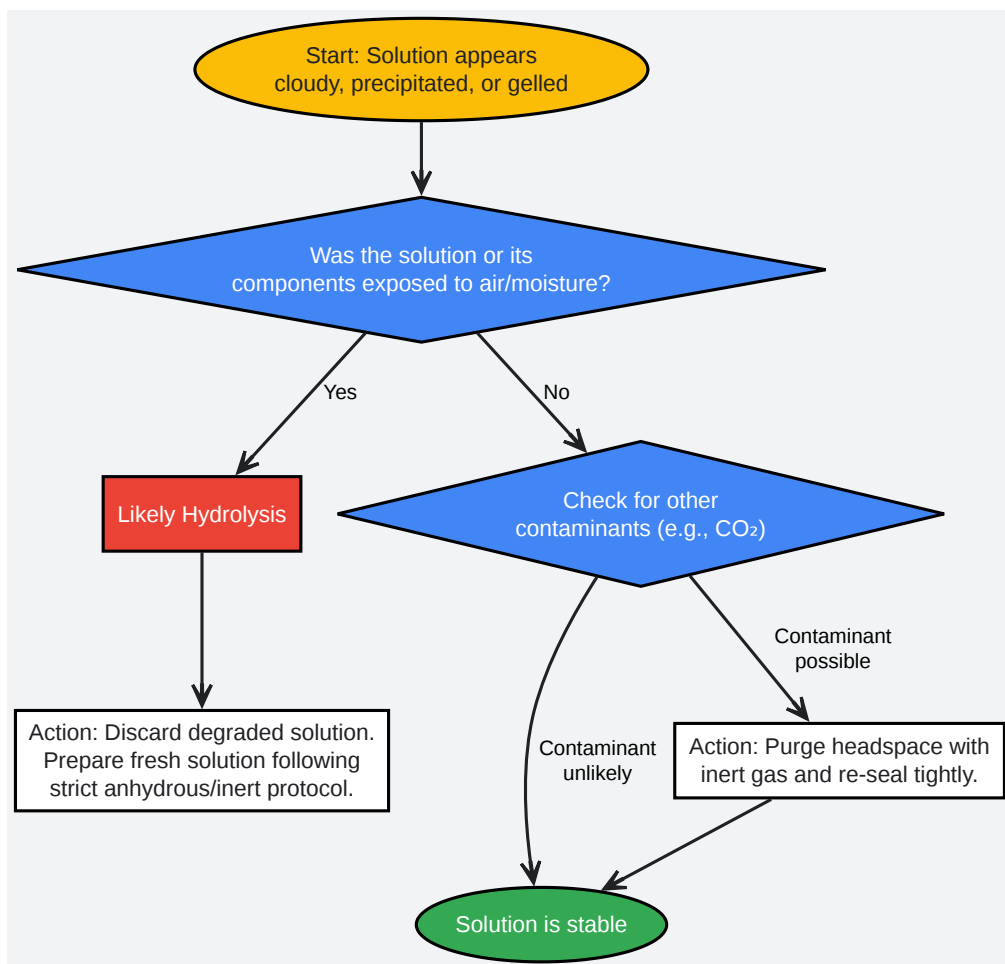 Start: Solution appears
cloudy, precipitated, or gelled
Was the solution or its
components exposed to air/moisture?
Yes
No
Likely Hydrolysis
Check for other
contaminants (e.g., CO₂)
Contaminant
possible
Action: Discard degraded solution.
Prepare fresh solution following
strict anhydrous/inert protocol.
Contaminant
unlikely
Action: Purge headspace with
inert gas and re-seal tightly.
Solution is stable